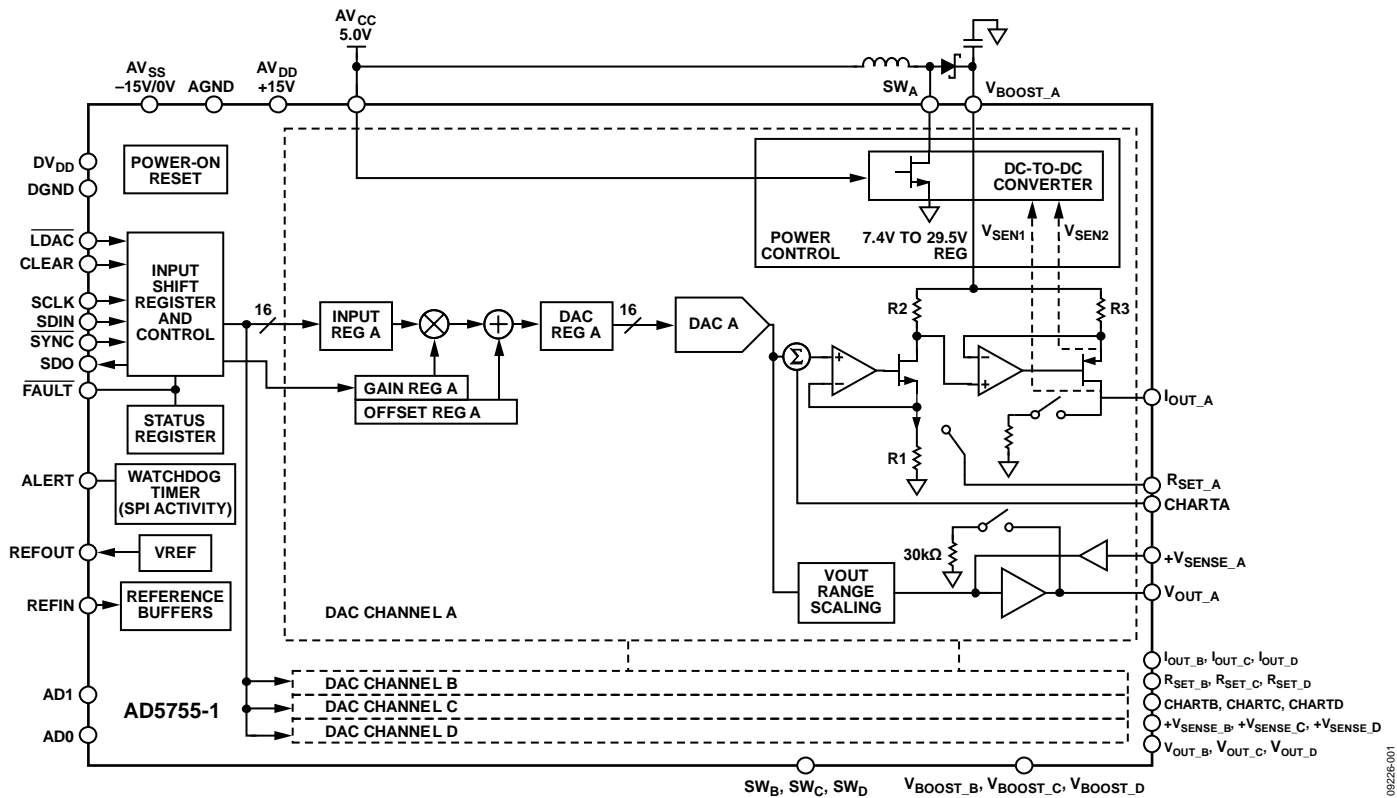 AVCC
5.0V
AVSS
–15V/0V
AGND
AVDD
+15V
SWA
VBOOST_A
DVDD
DGND
POWER-ON
RESET
DC-TO-DC
CONVERTER
POWER
CONTROL
7.4V TO 29.5V
REG
VSEN1
VSEN2
LDAC
CLEAR
SCLK
SDIN
SYNC
SDO
FAULT
INPUT
SHIFT
REGISTER
AND
CONTROL
16
INPUT
REG A
DAC
REG A
16
DAC A
GAIN REG A
OFFSET REG A
Σ
+
–
R2
R1
–
+
R3
STATUS
REGISTER
ALERT
WATCHDOG
TIMER
(SPI ACTIVITY)
REFOUT
VREF
REFIN
REFERENCE
BUFFERS
IOUT_A
RSET_A
CHARTA
+VSENSE_A
VOUT_A
30kΩ
VOUT
RANGE
SCALING
DAC CHANNEL A
DAC CHANNEL B
DAC CHANNEL C
DAC CHANNEL D
AD1
AD0
AD5755-1
IOUT_B, IOUT_C, IOUT_D
RSET_B, RSET_C, RSET_D
CHARTB, CHARTC, CHARTD
+VSENSE_B, +VSENSE_C, +VSENSE_D
VOUT_B, VOUT_C, VOUT_D
SWB, SWC, SWD
VBOOST_B, VBOOST_C, VBOOST_D
09226-001